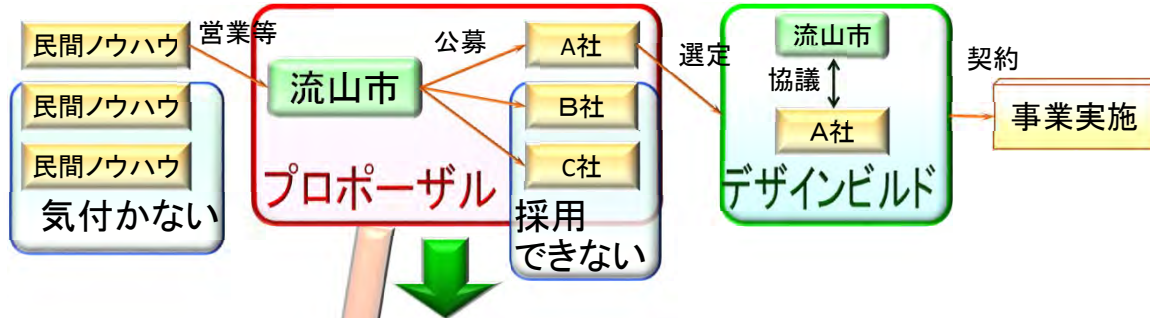 民間ノウハウ
営業等
民間ノウハウ
民間ノウハウ
気付かない
流山市
公募
A社
B社
C社
プロポーザル
採用
できない
選定
流山市
協議
A社
デザインビルド
契約
事業実施